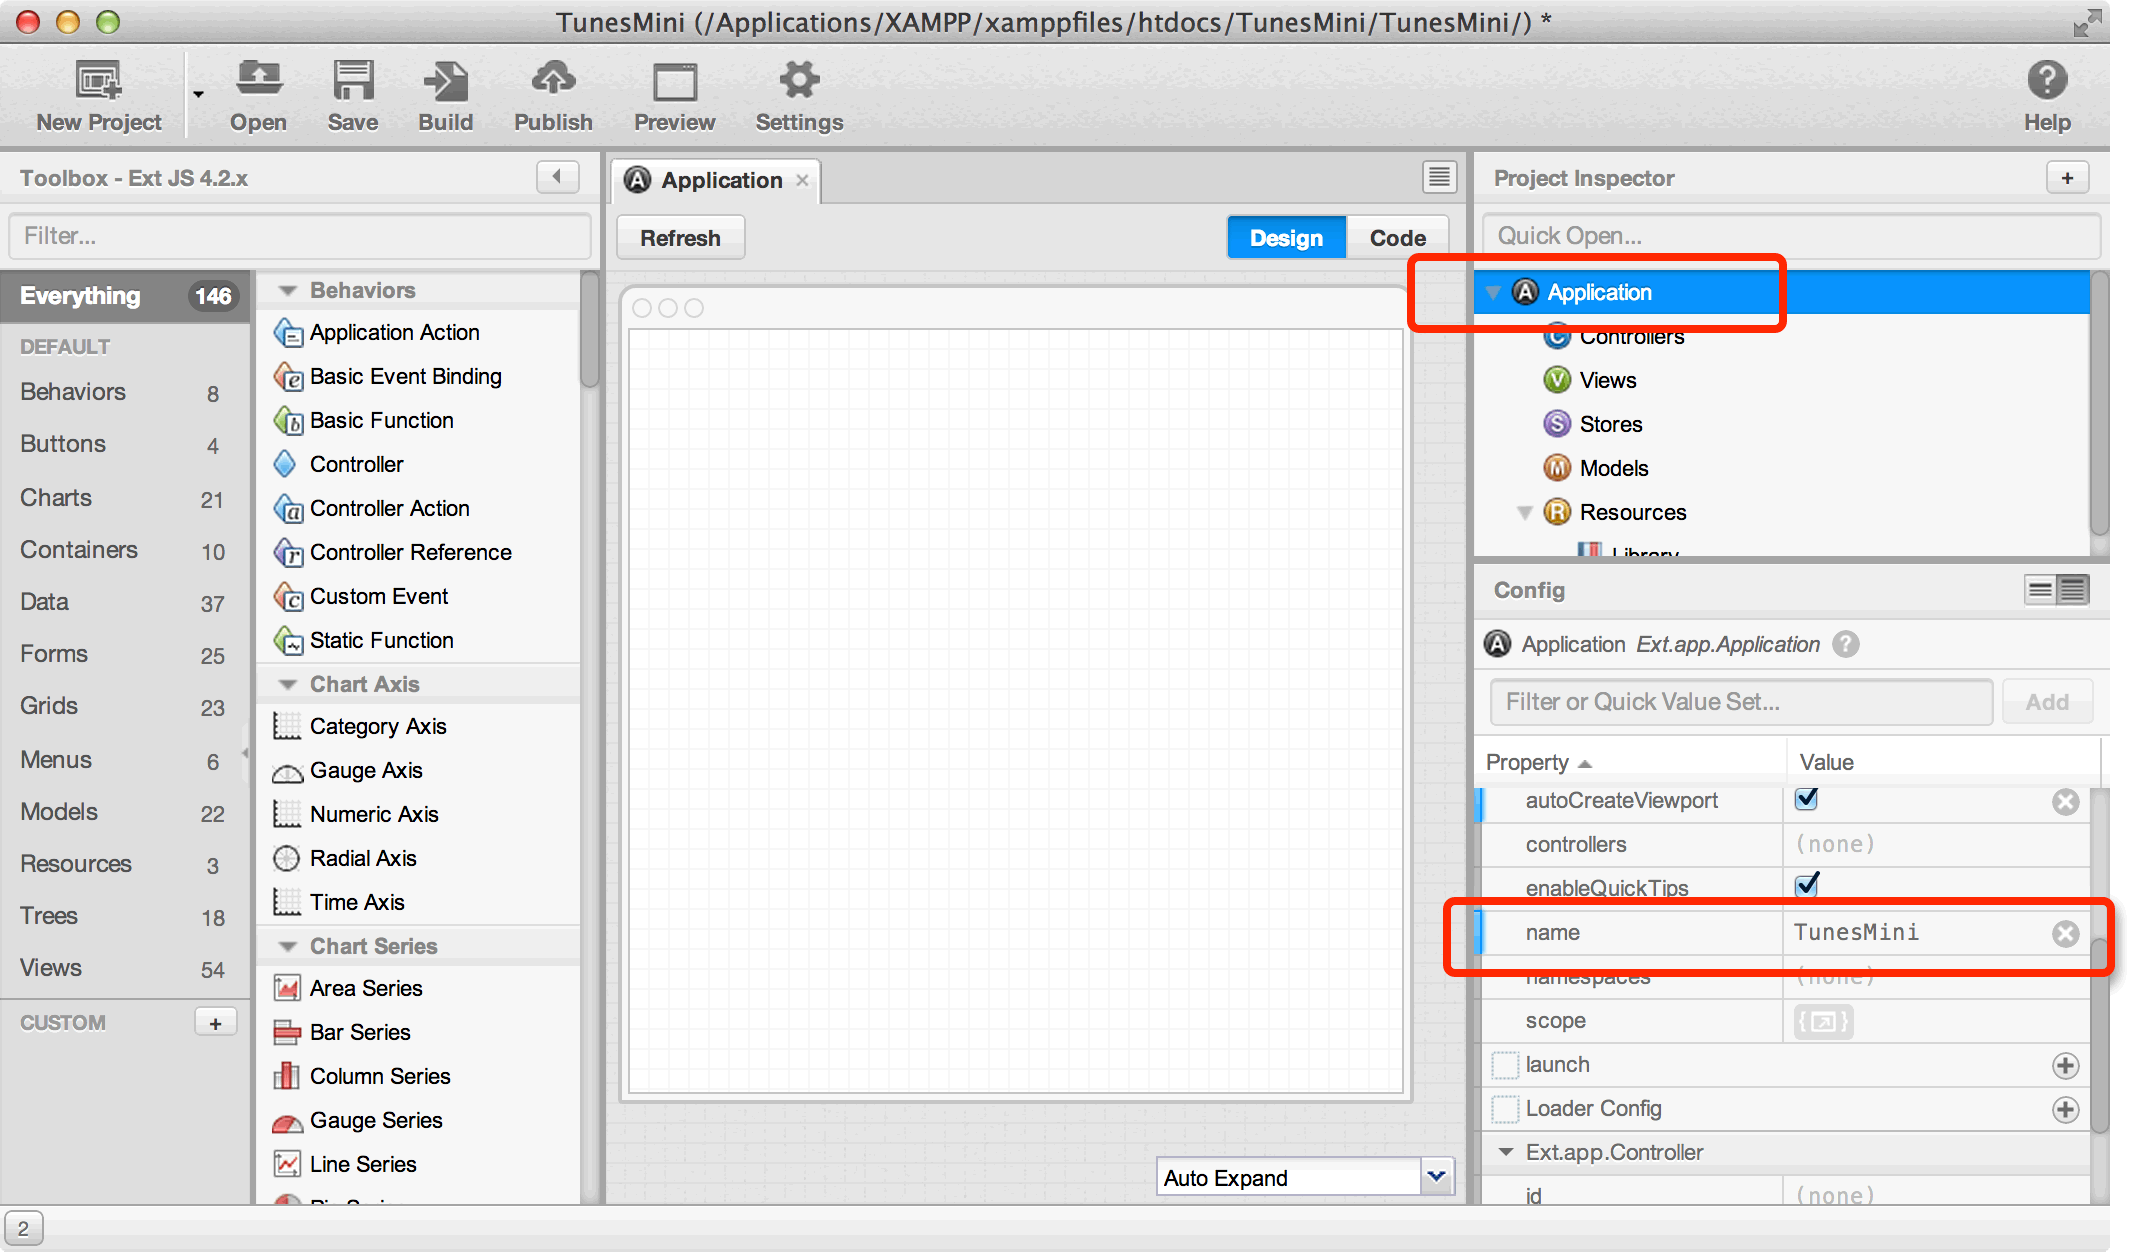 TunesMini (/Applications/XAMPP/xamppfiles/htdocs/TunesMini/TunesMini/) *
New Project
Open
Save
Build
Publish
Preview
Settings
Help
Toolbox - Ext JS 4.2.x
Filter...
Everything 146
DEFAULT
Behaviors 8
Buttons 4
Charts 21
Containers 10
Data 37
Forms 25
Grids 23
Menus 6
Models 22
Resources 3
Trees 18
Views 54
CUSTOM +
Behaviors
Application Action
Basic Event Binding
Basic Function
Controller
Controller Action
Controller Reference
Custom Event
Static Function
Chart Axis
Category Axis
Gauge Axis
Numeric Axis
Radial Axis
Time Axis
Chart Series
Area Series
Bar Series
Column Series
Gauge Series
Line Series
Application
Refresh
Design
Code
Auto Expand
Project Inspector +
Quick Open...
Application
Controllers
Views
Stores
Models
Resources
Library
Config
Application Ext.app.Application ?
Filter or Quick Value Set... Add
Property Value
autoCreateViewport
controllers (none)
enableQuickTips
name TunesMini
namespaces (none)
scope
launch
Loader Config
Ext.app.Controller
id (none)
2